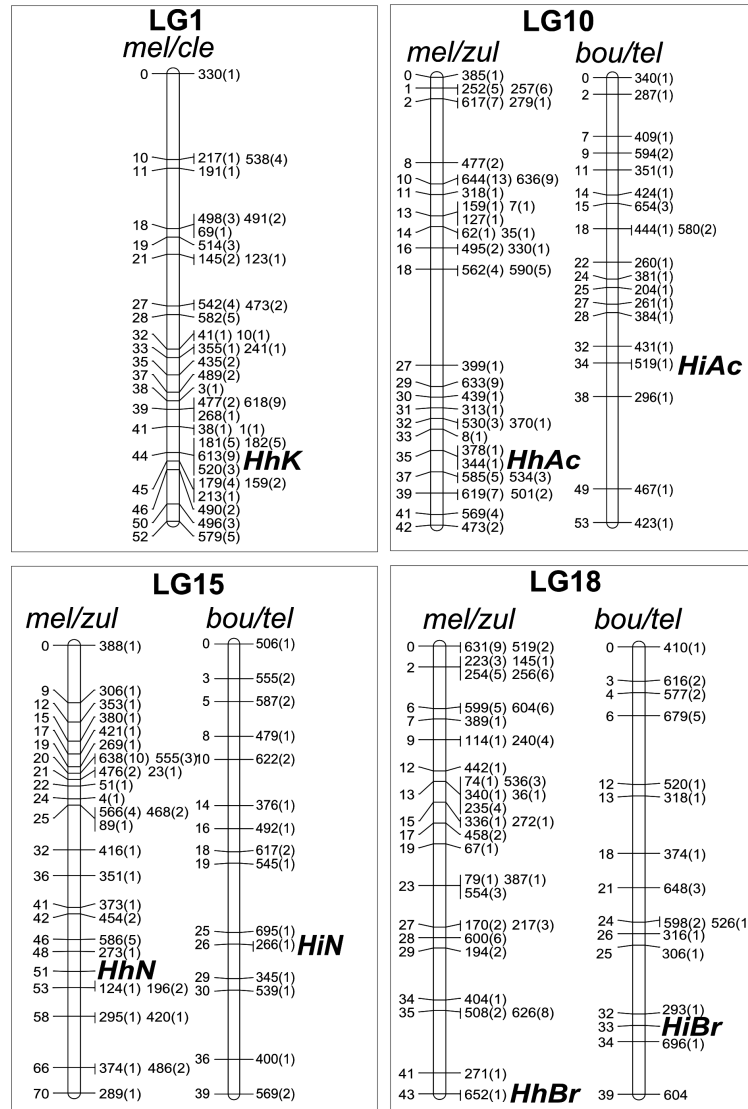 LG1
mel/cle
0 330(1)
10 217(1) 538(4)
11 191(1)
18 498(3) 491(2)
69(1)
19 514(3)
21 145(2) 123(1)
27 542(4) 473(2)
28 582(5)
32 41(1) 10(1)
33 355(1) 241(1)
35 435(2)
37 489(2)
38 3(1)
39 477(2) 618(9)
268(1)
41 38(1) 1(1)
181(5) 182(5)
44 613(9) HhK
520(3)
45 179(4) 159(2)
213(1)
46 490(2)
50 496(3)
52 579(5)
LG10
mel/zul
0 385(1)
1 252(5) 257(6)
2 617(7) 279(1)
8 477(2)
10 644(13) 636(9)
11 318(1)
13 159(1) 7(1)
127(1)
14 62(1) 35(1)
16 495(2) 330(1)
18 562(4) 590(5)
27 399(1)
29 633(9)
30 439(1)
31 313(1)
32 530(3) 370(1)
33 8(1)
35 378(1)
344(1) HhAc
37 585(5) 534(3)
39 619(7) 501(2)
41 569(4)
42 473(2)
bou/tel
0 340(1)
2 287(1)
7 409(1)
9 594(2)
11 351(1)
14 424(1)
15 654(3)
18 444(1) 580(2)
22 260(1)
24 381(1)
25 204(1)
27 261(1)
28 384(1)
32 431(1)
34 519(1) HiAc
38 296(1)
49 467(1)
53 423(1)
LG15
mel/zul
0 388(1)
9 306(1)
12 353(1)
15 380(1)
17 421(1)
19 269(1)
20 638(10) 555(3)
21 476(2) 23(1)
22 51(1)
24 4(1)
25 566(4) 468(2)
89(1)
32 416(1)
36 351(1)
41 373(1)
42 454(2)
46 586(5)
48 273(1)
51 HhN
53 124(1) 196(2)
58 295(1) 420(1)
66 374(1) 486(2)
70 289(1)
bou/tel
0 506(1)
3 555(2)
5 587(2)
8 479(1)
10 622(2)
14 376(1)
16 492(1)
18 617(2)
19 545(1)
25 695(1)
26 266(1) HiN
29 345(1)
30 539(1)
36 400(1)
39 569(2)
LG18
mel/zul
0 631(9) 519(2)
2 223(3) 145(1)
254(5) 256(6)
6 599(5) 604(6)
7 389(1)
9 114(1) 240(4)
12 442(1)
74(1) 536(3)
13 340(1) 36(1)
235(4)
15 336(1) 272(1)
17 458(2)
19 67(1)
23 79(1) 387(1)
554(3)
27 170(2) 217(3)
28 600(6)
29 194(2)
34 404(1)
35 508(2) 626(8)
41 271(1)
43 652(1) HhBr
bou/tel
0 410(1)
3 616(2)
4 577(2)
6 679(5)
12 520(1)
13 318(1)
18 374(1)
21 648(3)
24 598(2) 526(1
26 316(1)
25 306(1)
32 293(1)
33 HiBr
34 696(1)
39 604